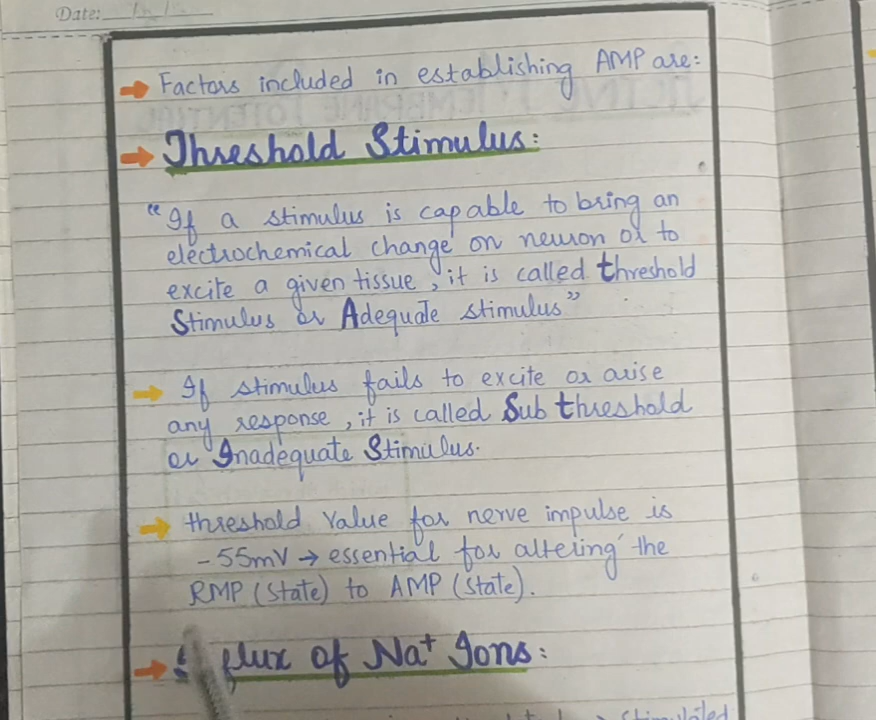 Date:
→ Factors included in establishing AMP are:
→ Threshold Stimulus:
“If a stimulus is capable to bring an
electrochemical change on neuron or to
excite a given tissue, it is called threshold
Stimulus or Adequate stimulus”
→ If stimulus fails to excite or arise
any response, it is called Sub threshold
or Inadequate Stimulus.
→ threshold value for nerve impulse is
-55mV → essential for altering the
RMP (state) to AMP (state).
→ flux of Na⁺ Ions:
stimulated